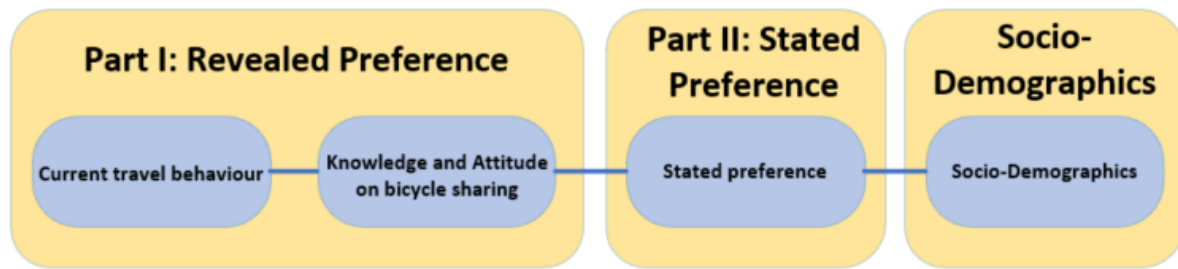 Part I: Revealed Preference
Current travel behaviour
Knowledge and Attitude
on bicycle sharing
Part II: Stated
Preference
Stated preference
Socio-
Demographics
Socio-Demographics